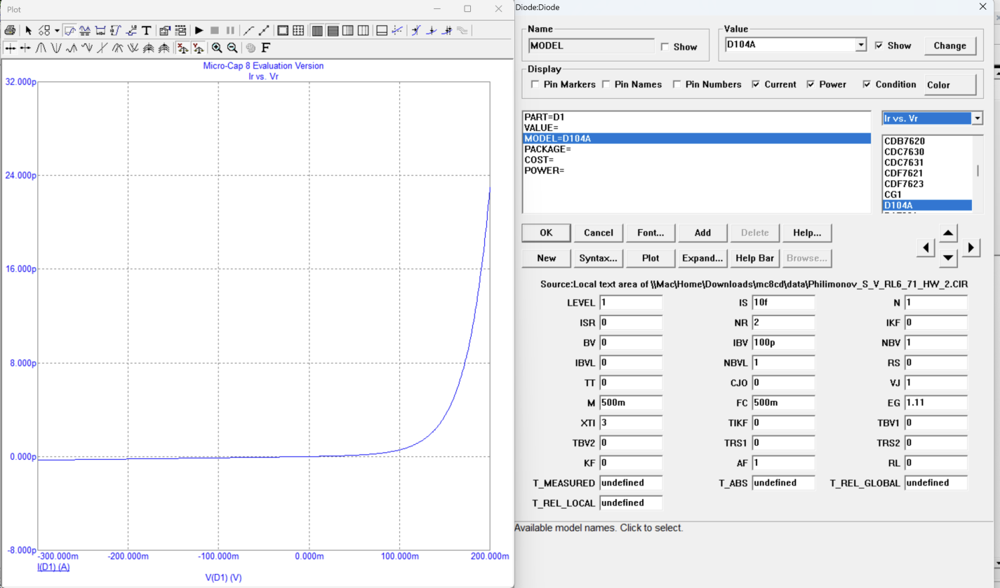 Plot
T
F
Micro-Cap 8 Evaluation Version
Ir vs. Vr
32.000p
24.000p
16.000p
8.000p
0.000p
-8.000p
-300.000m -200.000m -100.000m 0.000m 100.000m 200.000m
I(D1) (A)
V(D1) (V)
Diode:Diode
Name
MODEL Show
Value
D104A Show Change
Display
Pin Markers Pin Names Pin Numbers Current Power Condition Color
PART=D1
VALUE=
MODEL=D104A
PACKAGE=
COST=
POWER=
Ir vs. Vr
CDB7620
CDC7630
CDC7631
CDF7621
CDF7623
CG1
D104A
OK Cancel Font... Add Delete Help...
New Syntax... Plot Expand... Help Bar Browse...
Source:Local text area of \\Mac\Home\Downloads\mc8cd\data\Philimonov_S_V_RL6_71_HW_2.CIR
LEVEL 1 IS 10f N 1
ISR 0 NR 2 IKF 0
BV 0 IBV 100p NBV 1
IBVL 0 NBVL 1 RS 0
TT 0 CJO 0 VJ 1
M 500m FC 500m EG 1.11
XTI 3 TIKF 0 TBV1 0
TBV2 0 TRS1 0 TRS2 0
KF 0 AF 1 RL 0
T_MEASURED undefined T_ABS undefined T_REL_GLOBAL undefined
T_REL_LOCAL undefined
Available model names. Click to select.